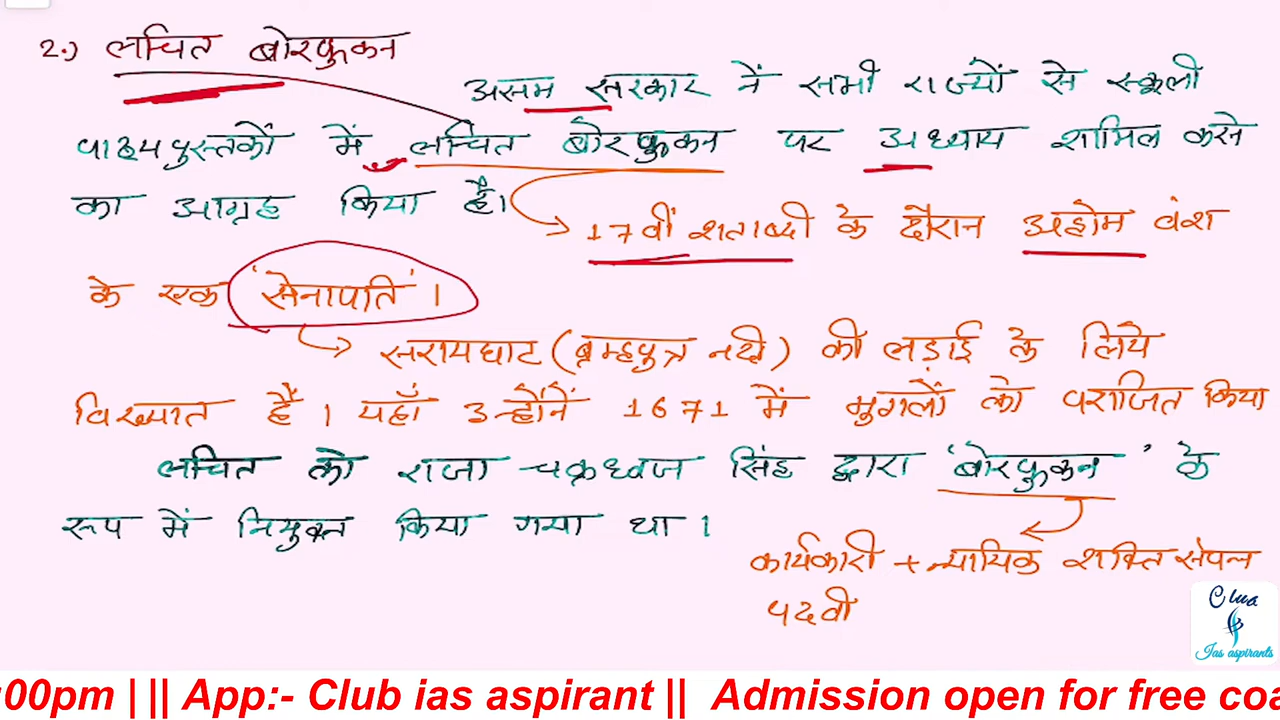 2.) लचित बोरफुकन
असम सरकार नें सभी राज्यों से स्कूली
पाठ्यपुस्तकों में लचित बोरफुकन पर अध्याय शामिल करने
का आग्रह किया है।
→ 17वीं शताब्दी के दौरान अहोम वंश
के एक 'सेनापति' ।
→ सरायघाट (ब्रम्हपुत्र नदी) की लड़ाई के लिये
विख्यात हैं। यहाँ उन्होंनें 1671 में मुगलों को पराजित किया
लचित को राजा चक्रध्वज सिंह द्वारा 'बोरफुकन' के
रूप में नियुक्त किया गया था।
कार्यकारी + न्यायिक शक्ति संपन्न
पदवी
Club
Ias aspirants
:00pm | || App:- Club ias aspirant || Admission open for free coa